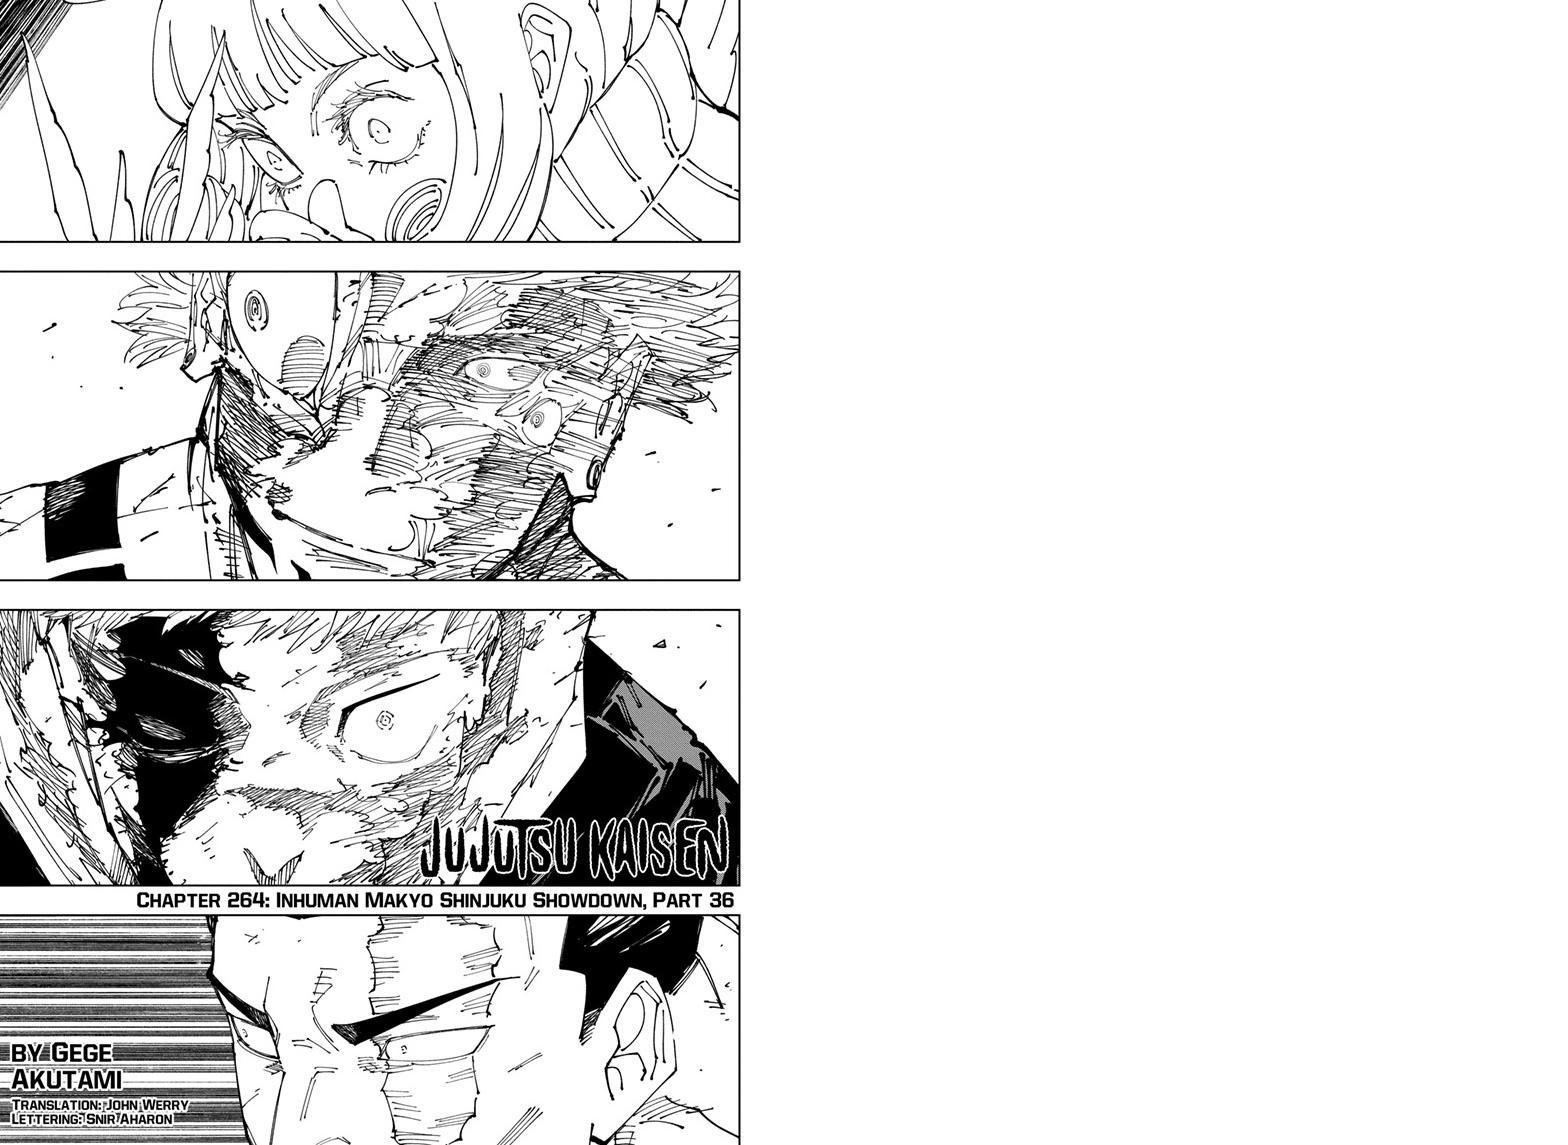 JUJUTSU KAISEN
CHAPTER 264: INHUMAN MAKYO SHINJUKU SHOWDOWN, PART 36
BY GEGE
AKUTAMI
TRANSLATION: JOHN WERRY
LETTERING: SNIR AHARON